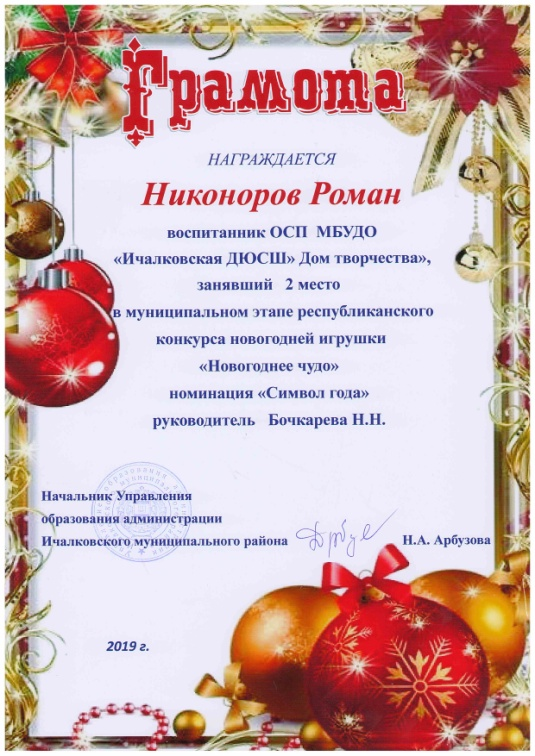 Грамота
НАГРАЖДАЕТСЯ
Никоноров Роман
воспитанник ОСП МБУДО
«Ичалковская ДЮСШ» Дом творчества»,
занявший 2 место
в муниципальном этапе республиканского
конкурса новогодней игрушки
«Новогоднее чудо»
номинация «Символ года»
руководитель Бочкарева Н.Н.
Начальник Управления
образования администрации
Ичалковского муниципального района Н.А. Арбузова
2019 г.